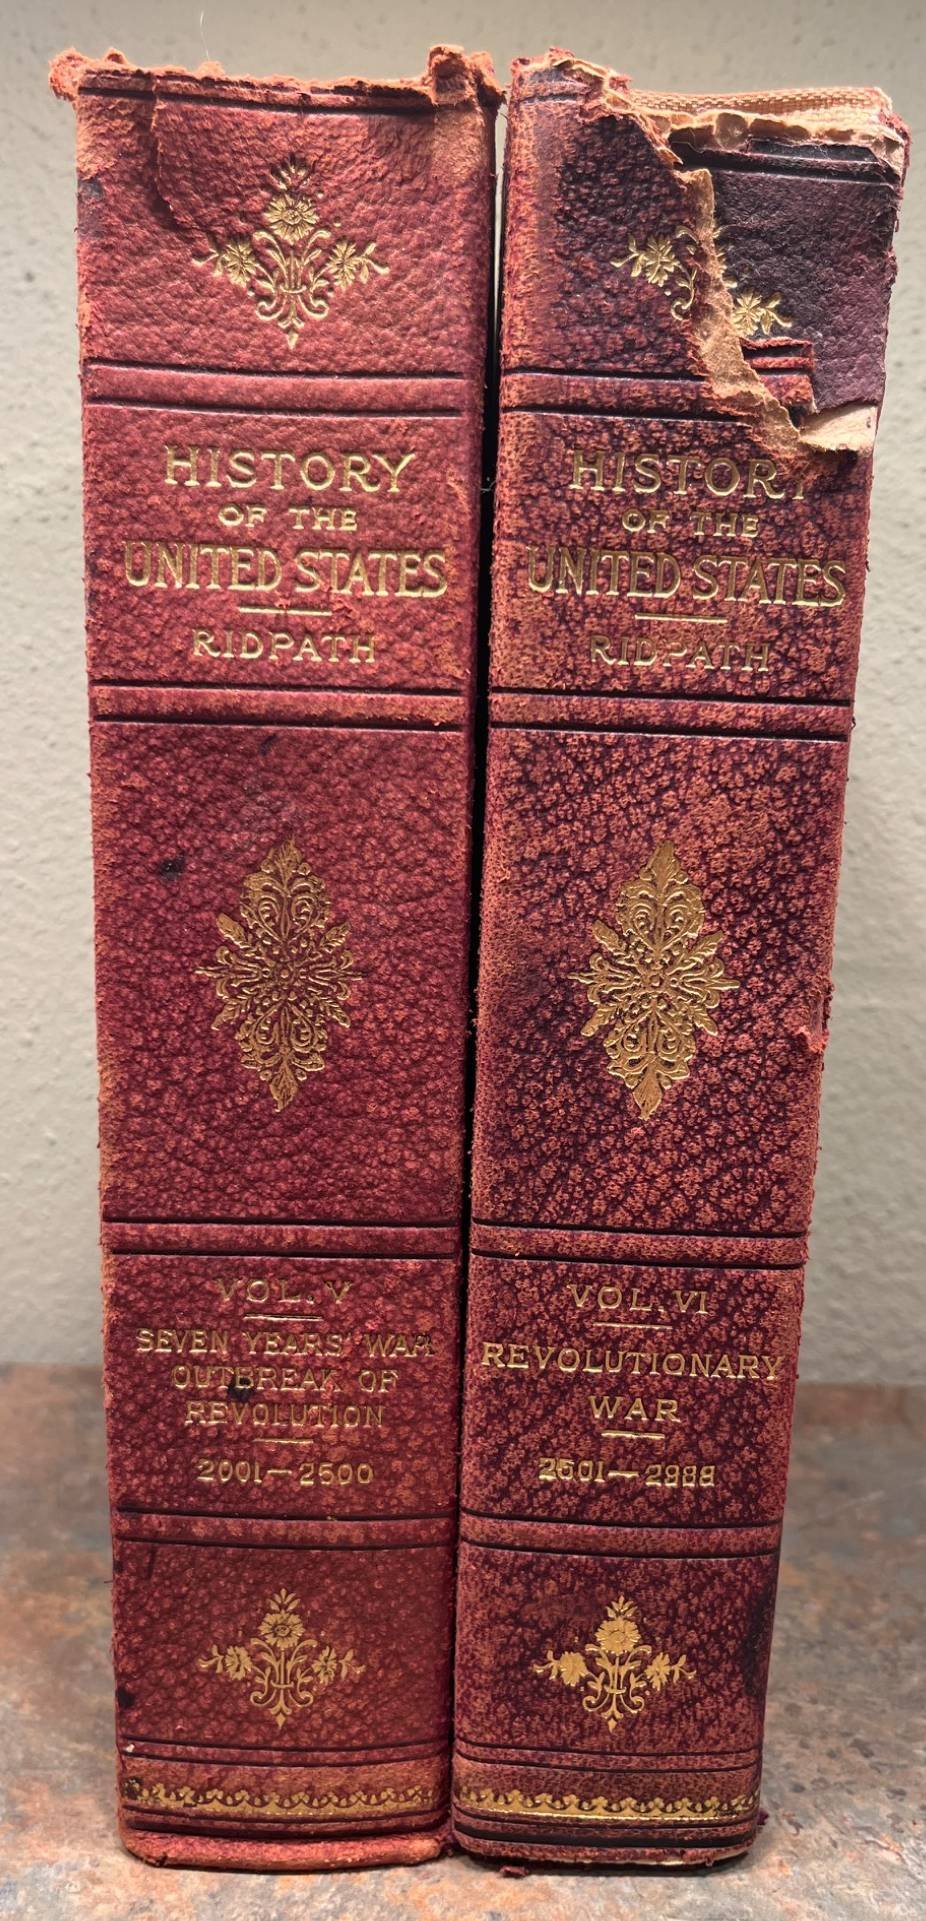 HISTORY
OF THE
UNITED STATES
RIDPATH
VOL. V
SEVEN YEARS' WAR
OUTBREAK OF
REVOLUTION
2001—2500
HISTORY
OF THE
UNITED STATES
RIDPATH
VOL. VI
REVOLUTIONARY
WAR
2501—2988